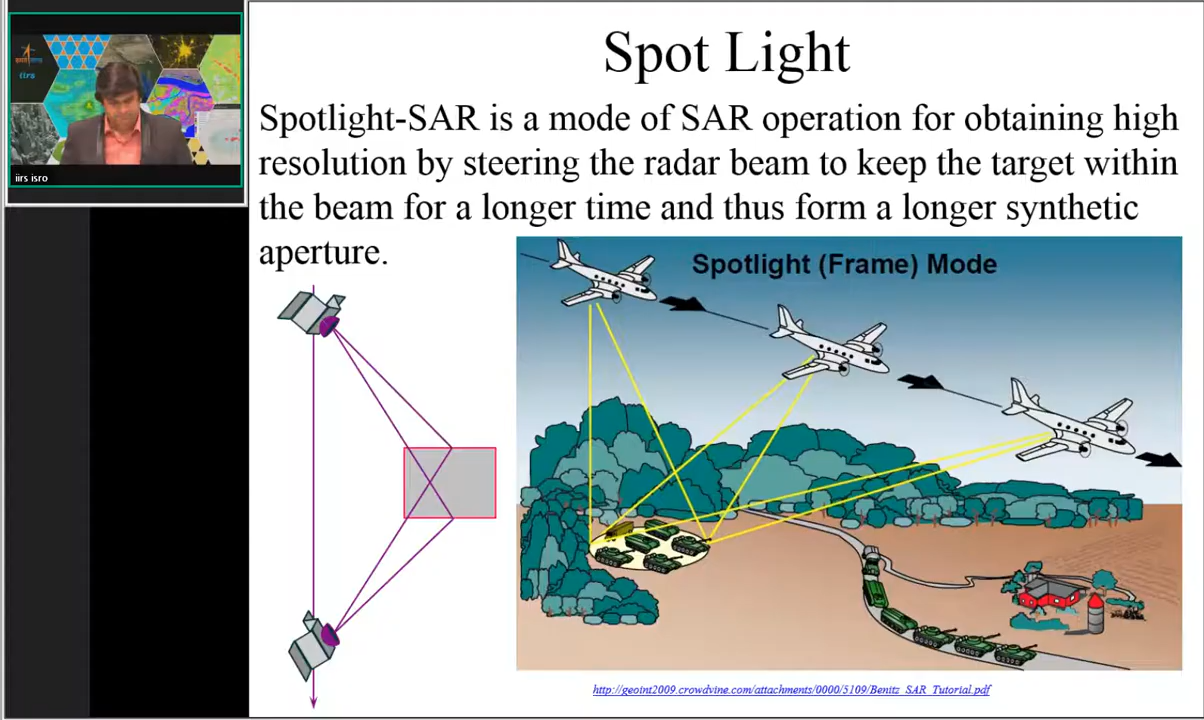 Spot Light
Spotlight-SAR is a mode of SAR operation for obtaining high
resolution by steering the radar beam to keep the target within
the beam for a longer time and thus form a longer synthetic
aperture.
Spotlight (Frame) Mode
http://geoint2009.crowdvine.com/attachments/0000/5109/Benitz_SAR_Tutorial.pdf
iirs
iirs isro